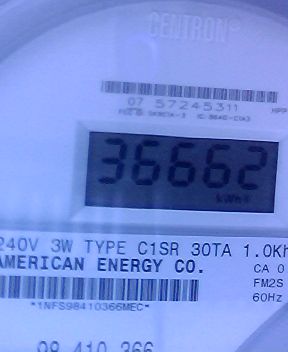 CENTRON®
07 57245311
36662
kWh
240V 3W TYPE C1SR 30TA 1.0Kh
AMERICAN ENERGY CO.
CA 0
FM2S
60Hz
*1NFS98410366MEC*
98 410 366